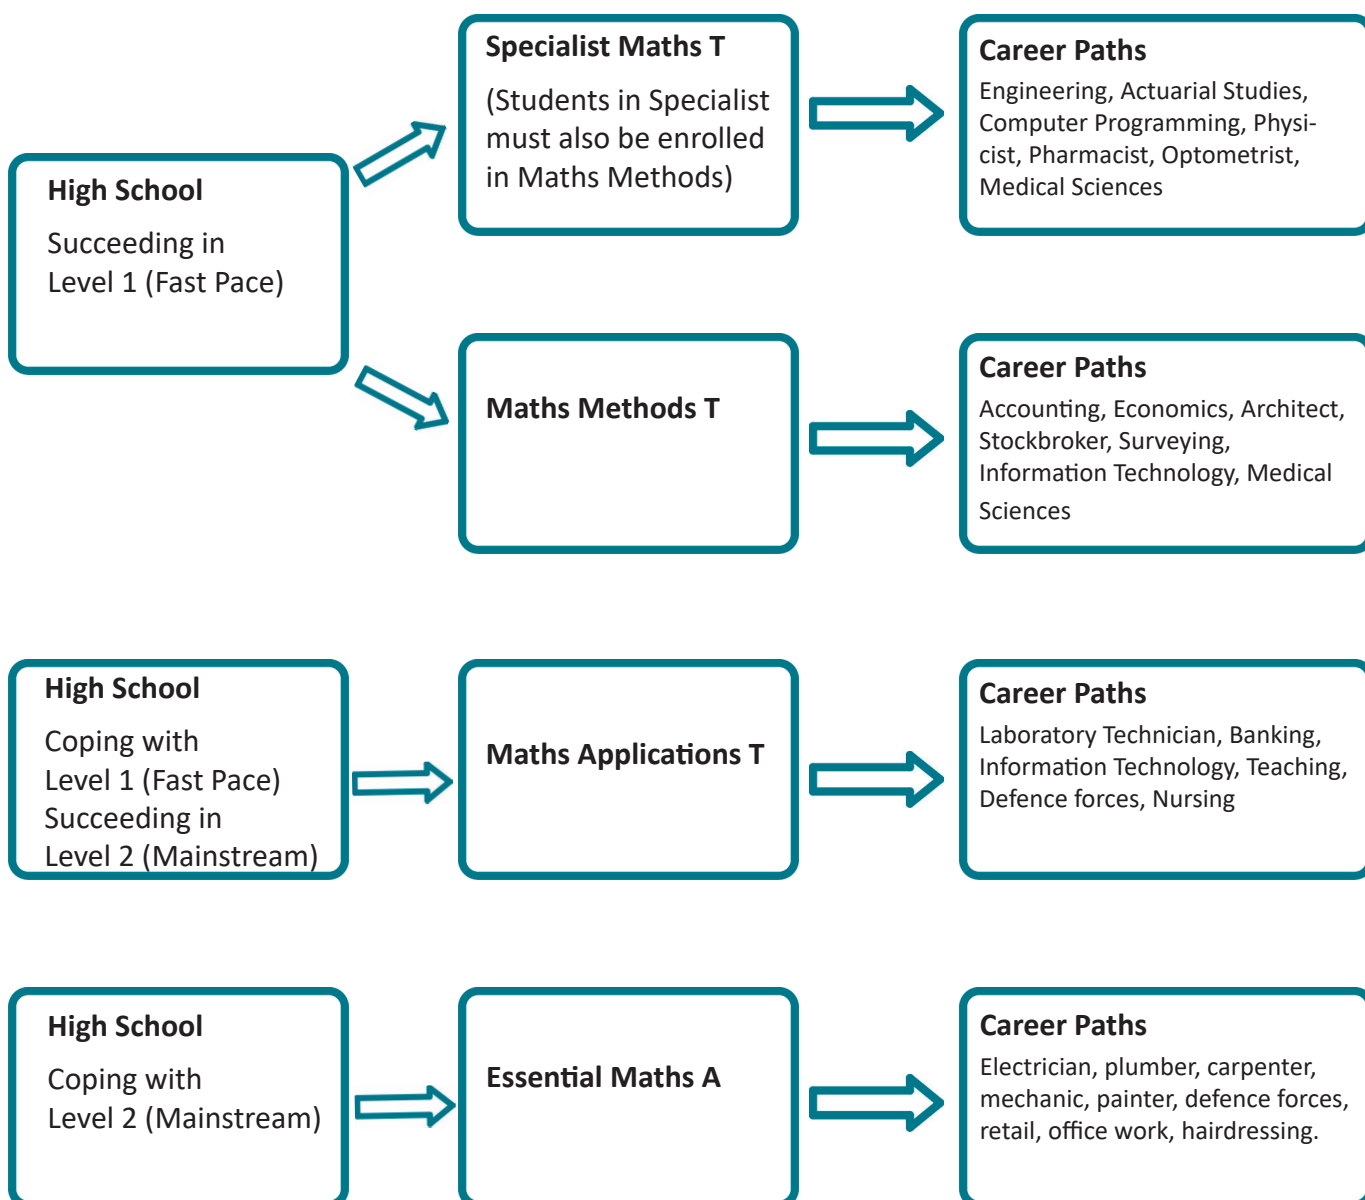 High School
Succeeding in
Level 1 (Fast Pace)
Specialist Maths T
(Students in Specialist
must also be enrolled
in Maths Methods)
Career Paths
Engineering, Actuarial Studies,
Computer Programming, Physi-
cist, Pharmacist, Optometrist,
Medical Sciences
Maths Methods T
Career Paths
Accounting, Economics, Architect,
Stockbroker, Surveying,
Information Technology, Medical
Sciences
High School
Coping with
Level 1 (Fast Pace)
Succeeding in
Level 2 (Mainstream)
Maths Applications T
Career Paths
Laboratory Technician, Banking,
Information Technology, Teaching,
Defence forces, Nursing
High School
Coping with
Level 2 (Mainstream)
Essential Maths A
Career Paths
Electrician, plumber, carpenter,
mechanic, painter, defence forces,
retail, office work, hairdressing.